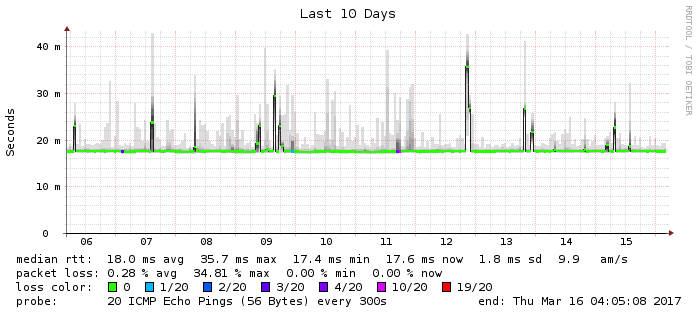 Last 10 Days
RRDTOOL / TOBI OETIKER
Seconds
40 m
30 m
20 m
10 m
0
06 07 08 09 10 11 12 13 14 15
median rtt: 18.0 ms avg 35.7 ms max 17.4 ms min 17.6 ms now 1.8 ms sd 9.9 am/s
packet loss: 0.28 % avg 34.81 % max 0.00 % min 0.00 % now
loss color: 0 1/20 2/20 3/20 4/20 10/20 19/20
probe: 20 ICMP Echo Pings (56 Bytes) every 300s end: Thu Mar 16 04:05:08 2017